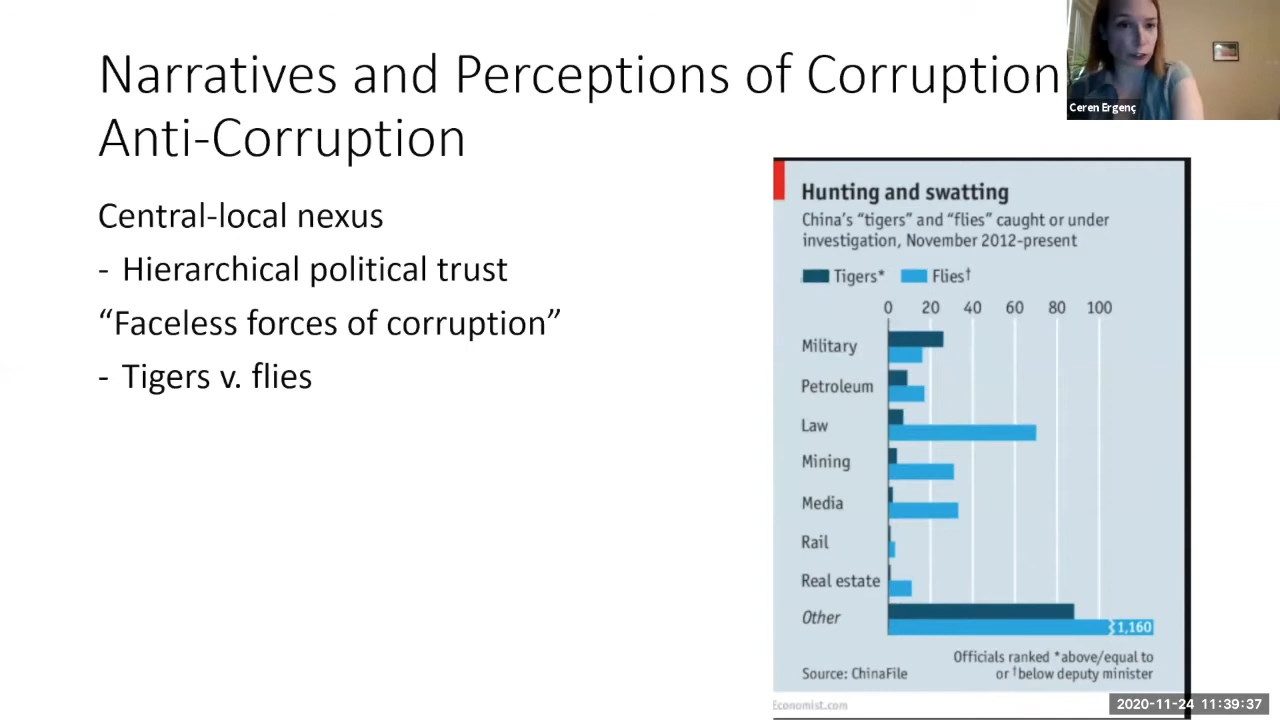 Narratives and Perceptions of Corruption
Anti-Corruption
Ceren Ergenç
Central-local nexus
- Hierarchical political trust
“Faceless forces of corruption”
- Tigers v. flies
Hunting and swatting
China’s “tigers” and “flies” caught or under
investigation, November 2012-present
Tigers* Flies†
0 20 40 60 80 100
Military
Petroleum
Law
Mining
Media
Rail
Real estate
Other
1,160
Officials ranked *above/equal to
Source: ChinaFile or †below deputy minister
Economist.com
2020-11-24 11:39:37